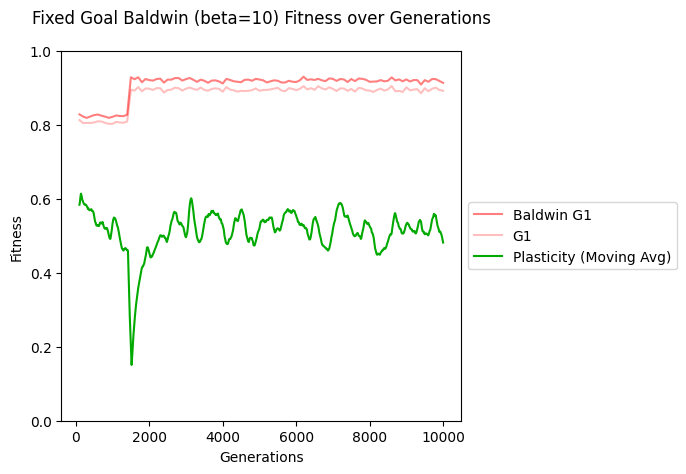 Fixed Goal Baldwin (beta=10) Fitness over Generations
1.0
0.8
0.6
0.4
0.2
0.0
Fitness
0
2000
4000
6000
8000
10000
Generations
Baldwin G1
G1
Plasticity (Moving Avg)